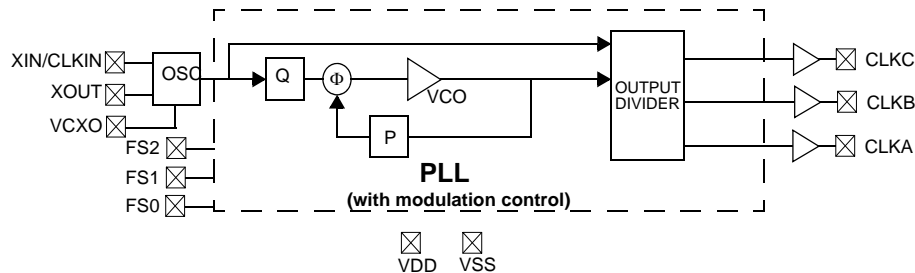 XIN/CLKIN
XOUT
VCXO
FS2
FS1
FS0
OSC
Q
Φ
VCO
P
PLL
(with modulation control)
OUTPUT
DIVIDER
CLKC
CLKB
CLKA
VDD
VSS